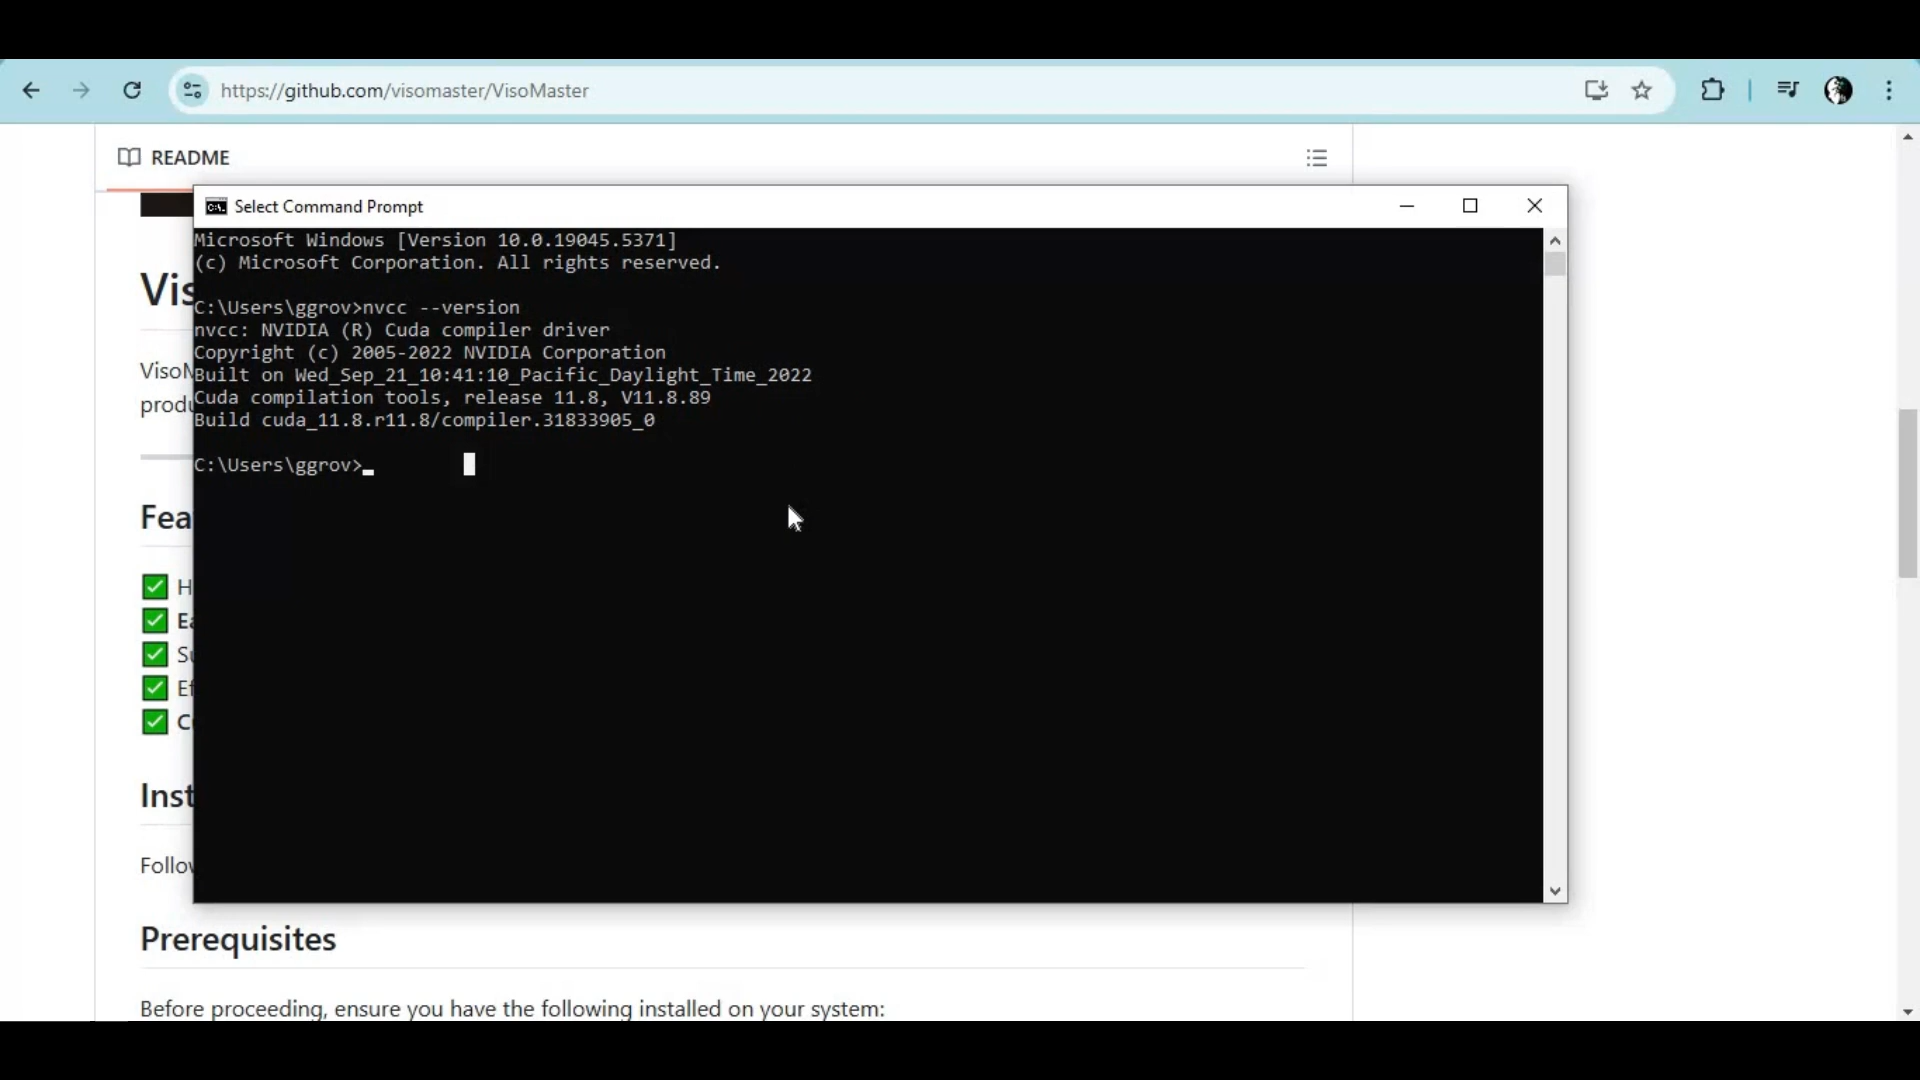 https://github.com/visomaster/VisoMaster
README
Select Command Prompt
Microsoft Windows [Version 10.0.19045.5371]
(c) Microsoft Corporation. All rights reserved.
C:\Users\ggrov>nvcc --version
nvcc: NVIDIA (R) Cuda compiler driver
Copyright (c) 2005-2022 NVIDIA Corporation
Built on Wed_Sep_21_10:41:10_Pacific_Daylight_Time_2022
Cuda compilation tools, release 11.8, V11.8.89
Build cuda_11.8.r11.8/compiler.31833905_0
C:\Users\ggrov>_
Prerequisites
Before proceeding, ensure you have the following installed on your system: